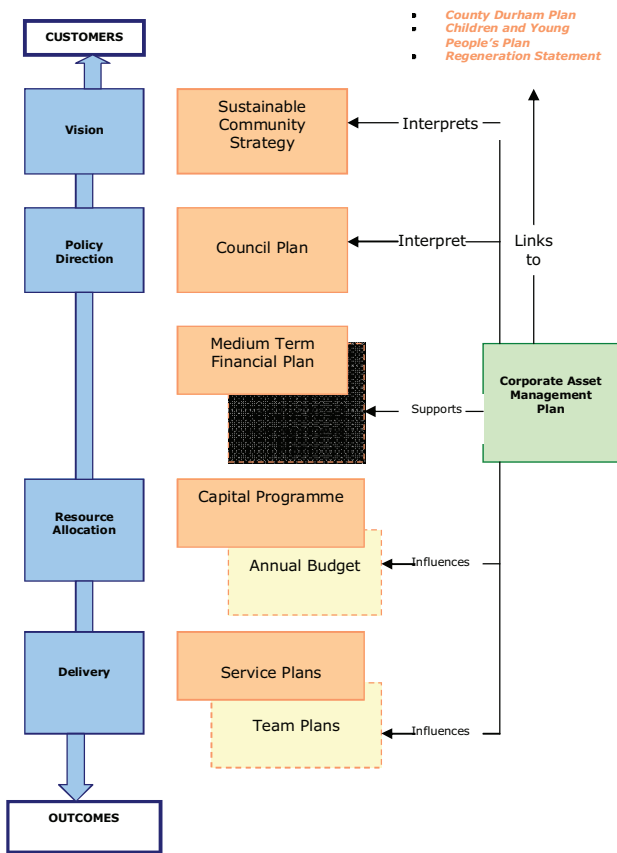 County Durham Plan
Children and Young
People's Plan
Regeneration Statement
CUSTOMERS
Vision
Sustainable
Community
Strategy
Interprets
Policy
Direction
Council Plan
Interpret
Links
to
Medium Term
Financial Plan
Corporate Asset
Management
Plan
Supports
Resource
Allocation
Capital Programme
Annual Budget
Influences
Delivery
Service Plans
Team Plans
Influences
OUTCOMES